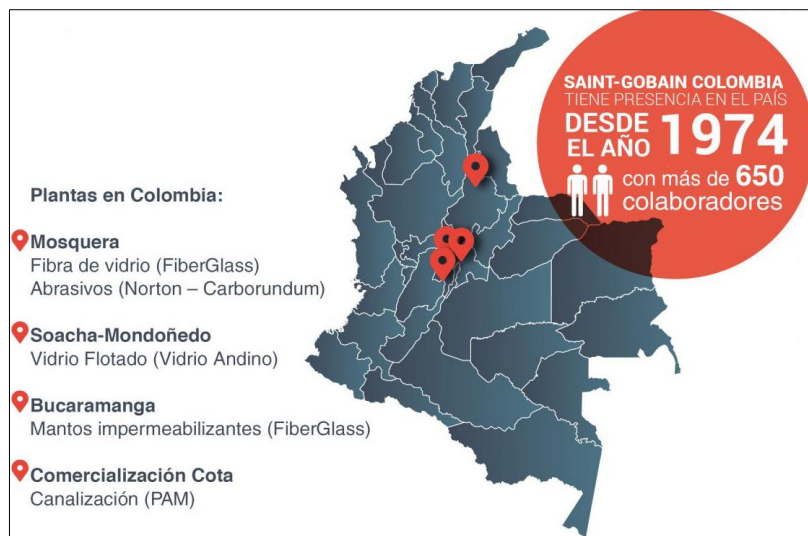 SAINT-GOBAIN COLOMBIA
TIENE PRESENCIA EN EL PAÍS
DESDE
EL AÑO 1974
con más de 650
colaboradores
Plantas en Colombia:
Mosquera
Fibra de vidrio (FiberGlass)
Abrasivos (Norton – Carborundum)
Soacha-Mondoñedo
Vidrio Flotado (Vidrio Andino)
Bucaramanga
Mantos impermeabilizantes (FiberGlass)
Comercialización Cota
Canalización (PAM)